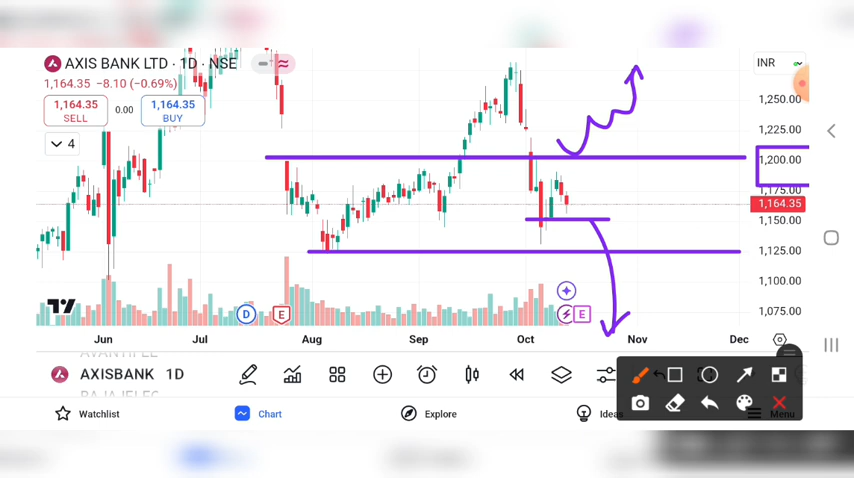 AXIS BANK LTD · 1D · NSE
INR
1,164.35 −8.10 (−0.69%)
1,164.35
SELL
0.00
1,164.35
BUY
4
1,250.00
1,225.00
1,200.00
1,175.00
1,164.35
1,150.00
1,125.00
1,100.00
1,075.00
D
E
E
Jun
Jul
Aug
Sep
Oct
Nov
Dec
AXISBANK 1D
Watchlist
Chart
Explore
Ideas
Menu